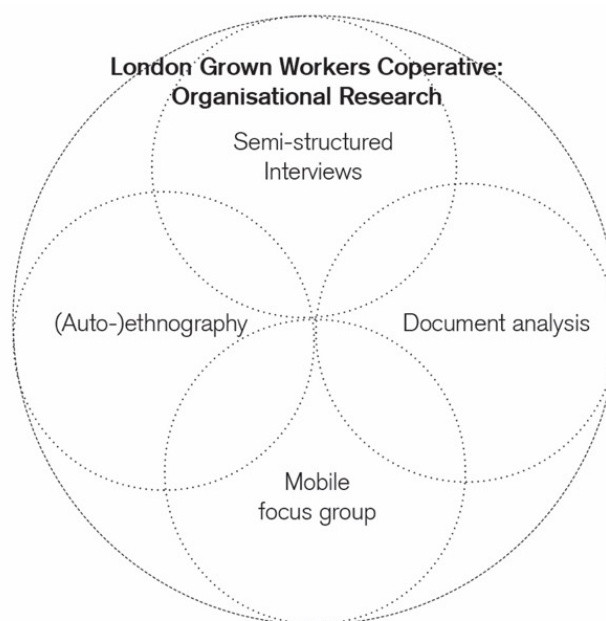 London Grown Workers Coperative:
Organisational Research
Semi-structured
Interviews
(Auto-)ethnography
Document analysis
Mobile
focus group